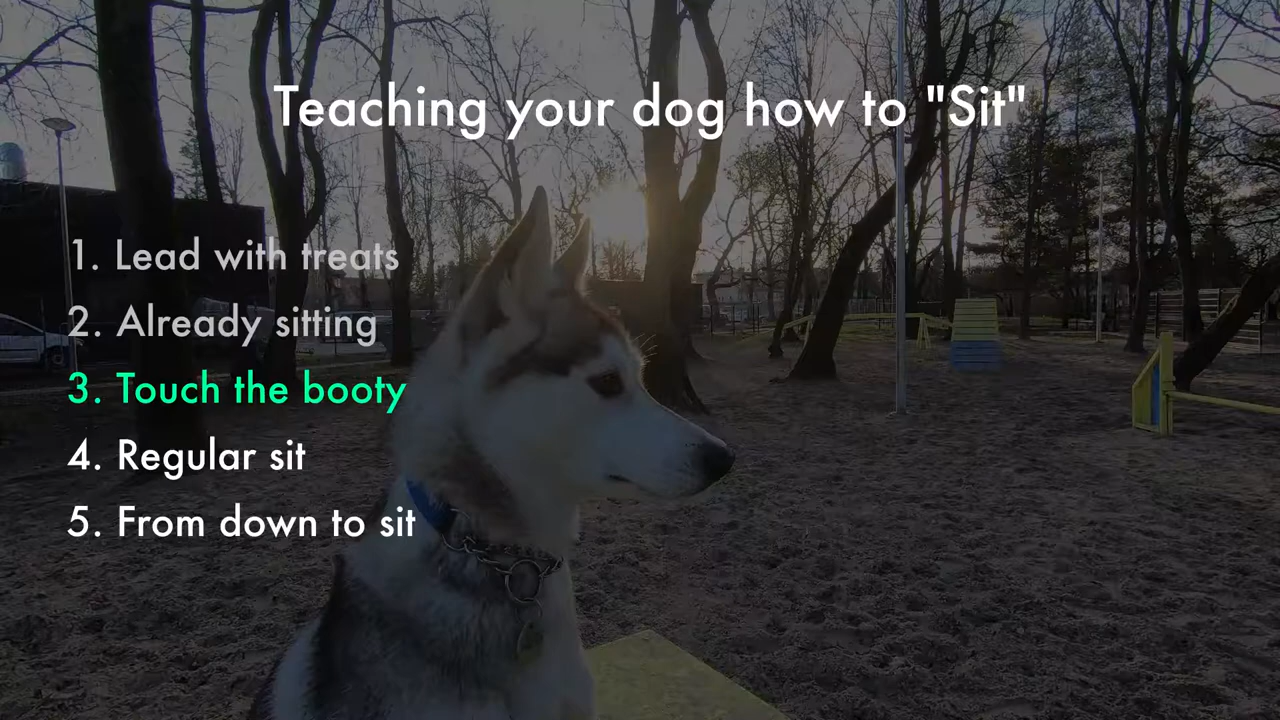 Teaching your dog how to "Sit"
1. Lead with treats
2. Already sitting
3. Touch the booty
4. Regular sit
5. From down to sit